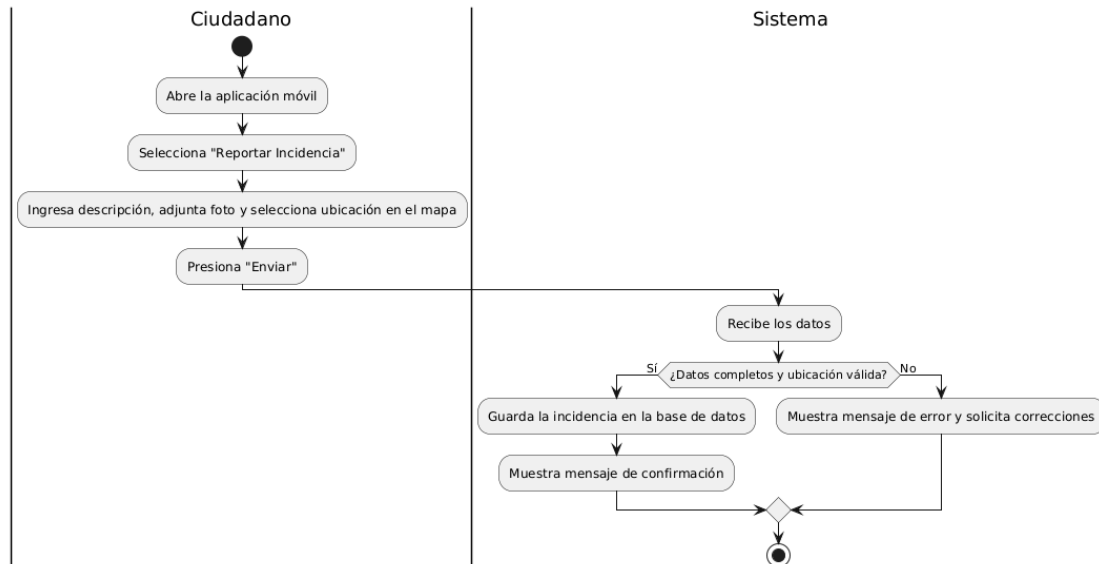 Ciudadano
Sistema
Abre la aplicación móvil
Selecciona "Reportar Incidencia"
Ingresa descripción, adjunta foto y selecciona ubicación en el mapa
Presiona "Enviar"
Recibe los datos
Sí
¿Datos completos y ubicación válida?
No
Guarda la incidencia en la base de datos
Muestra mensaje de error y solicita correcciones
Muestra mensaje de confirmación